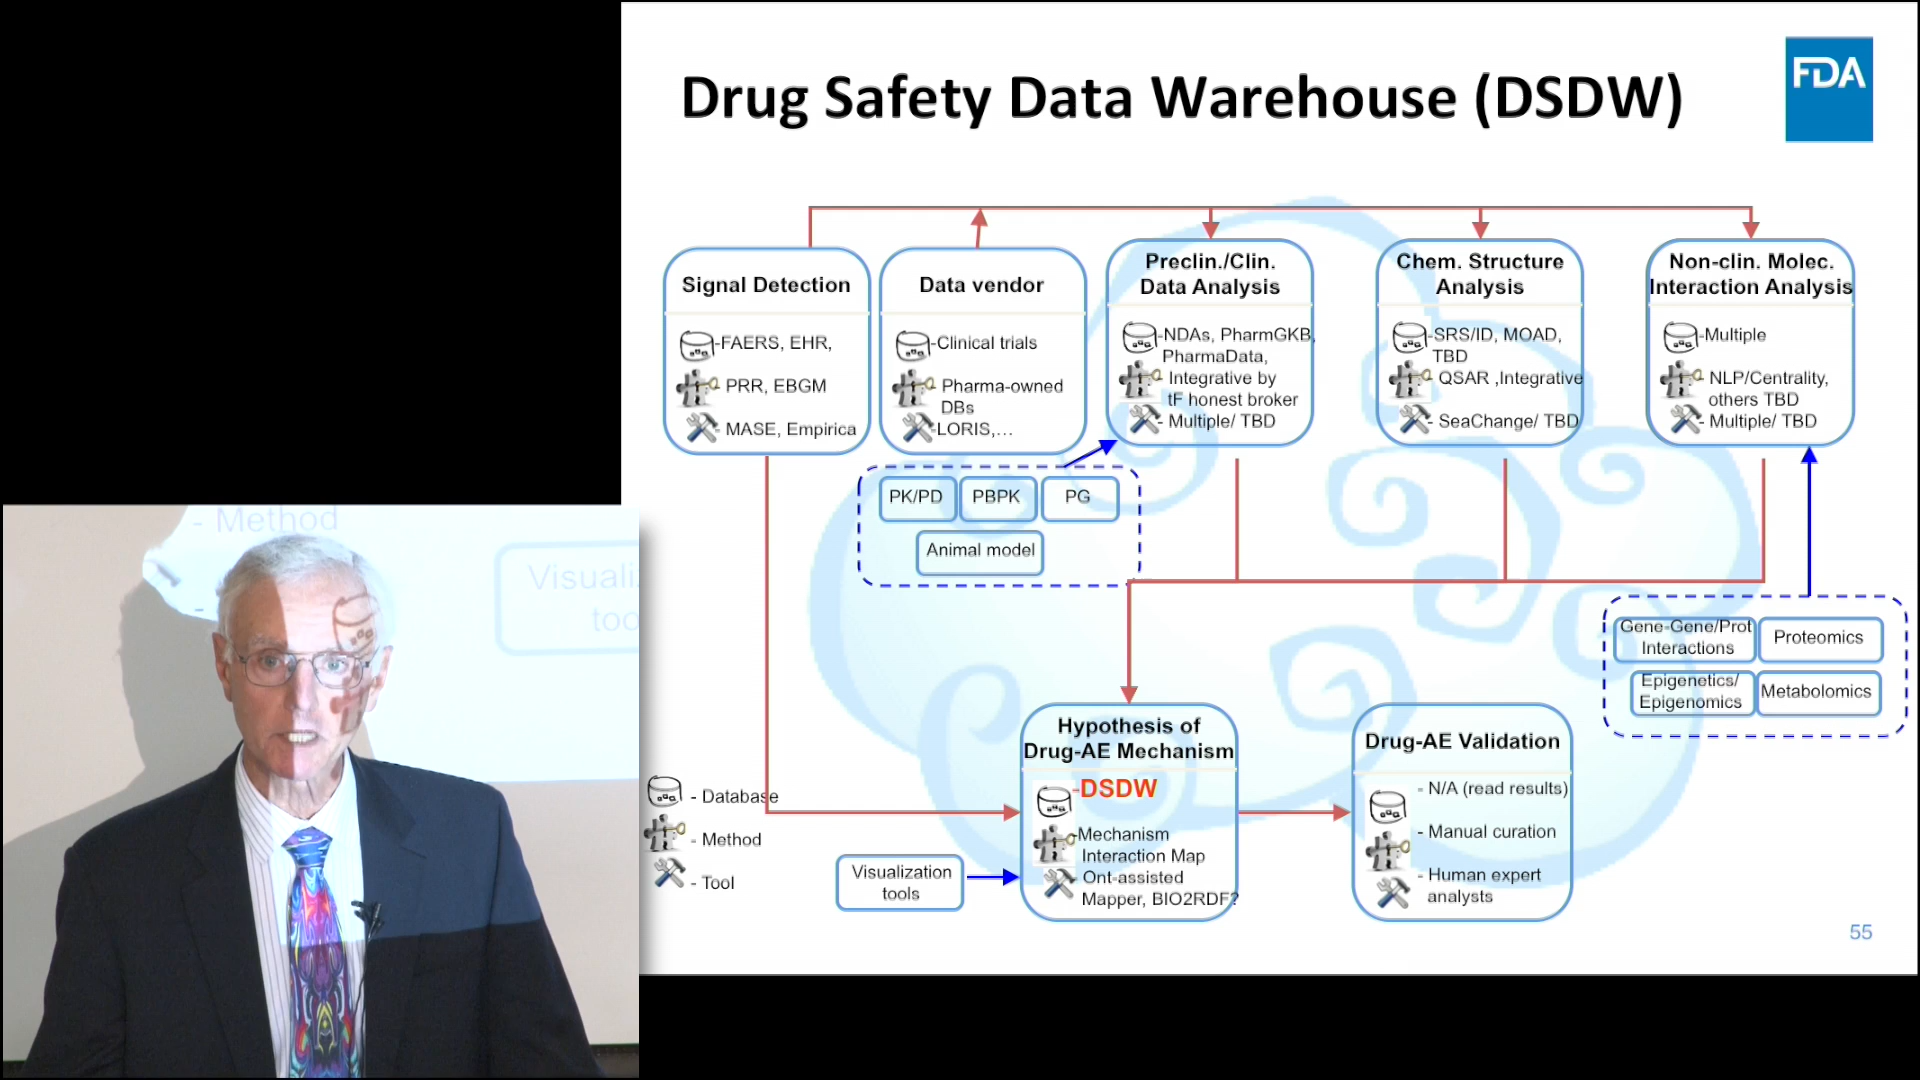 Drug Safety Data Warehouse (DSDW)
FDA
Signal Detection
-FAERS, EHR,
- PRR, EBGM
- MASE, Empirica
Data vendor
-Clinical trials
- Pharma-owned
DBs
-LORIS,...
Preclin./Clin.
Data Analysis
-NDAs, PharmGKB,
PharmaData,
- Integrative by
tF honest broker
- Multiple/ TBD
Chem. Structure
Analysis
-SRS/ID, MOAD,
TBD
- QSAR ,Integrative
- SeaChange/ TBD
Non-clin. Molec.
Interaction Analysis
-Multiple
- NLP/Centrality,
others TBD
- Multiple/ TBD
PK/PD
PBPK
PG
Animal model
Gene-Gene/Prot
Interactions
Proteomics
Epigenetics/
Epigenomics
Metabolomics
- Database
- Method
- Tool
Visualization
tools
Hypothesis of
Drug-AE Mechanism
-DSDW
-Mechanism
Interaction Map
- Ont-assisted
Mapper, BIO2RDF?
Drug-AE Validation
- N/A (read results)
- Manual curation
- Human expert
analysts
55
- Method
Visuali
too